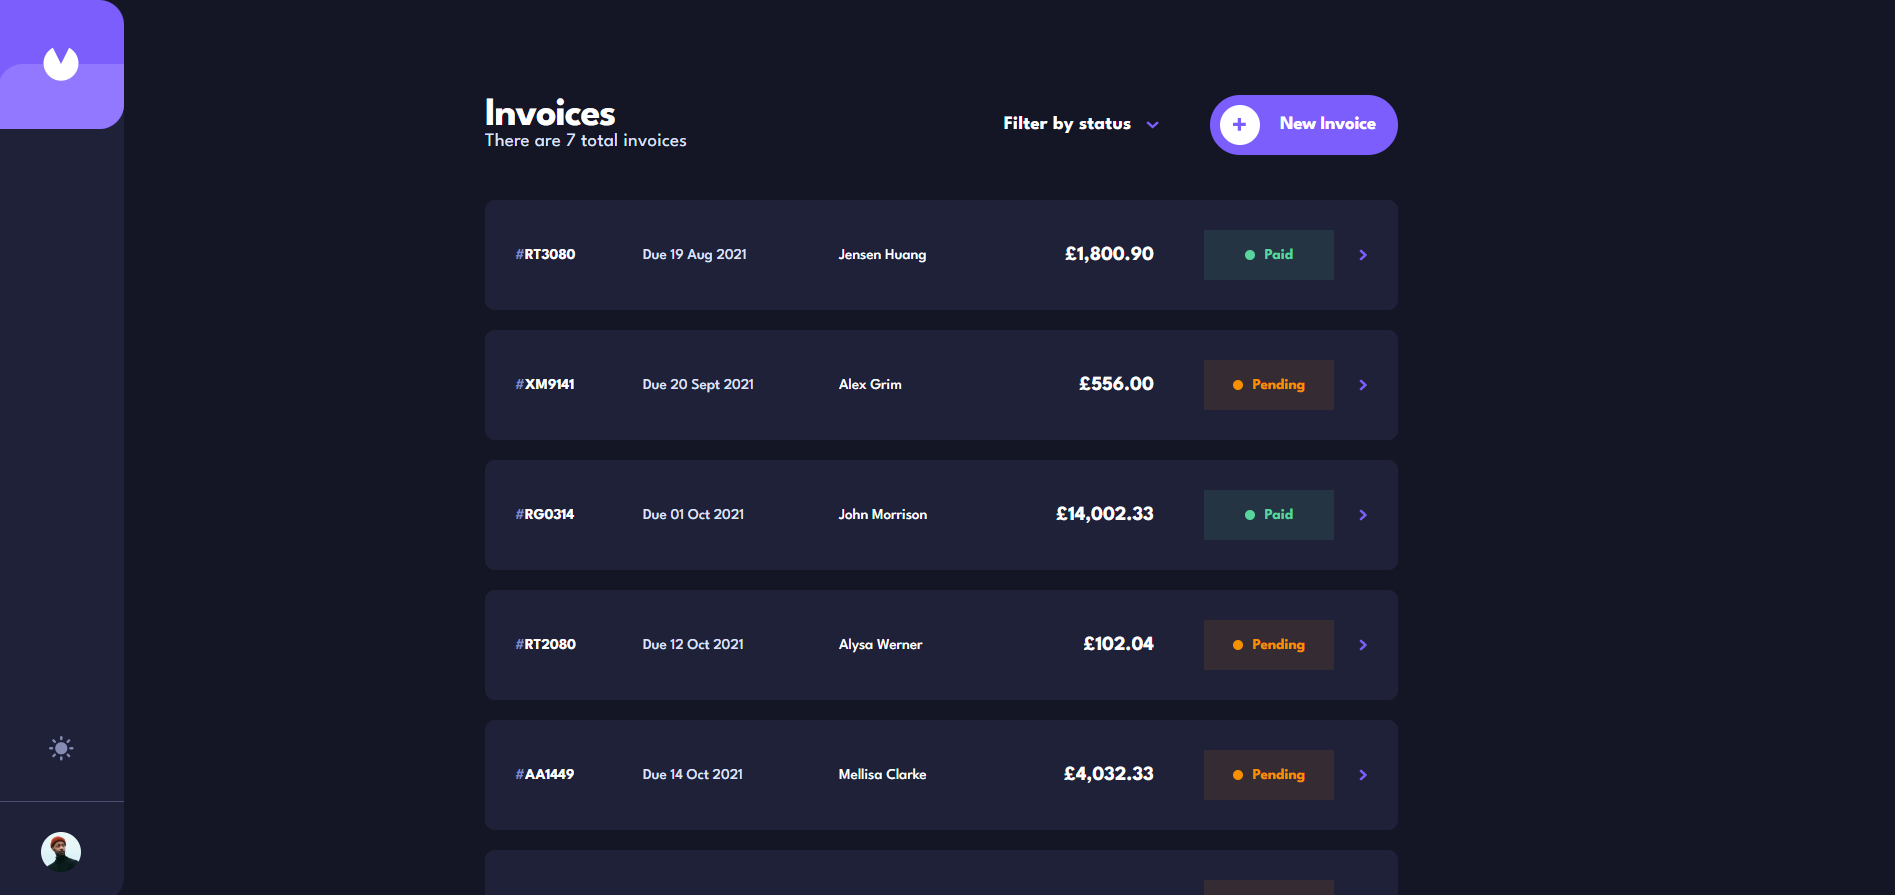 Invoices
There are 7 total invoices
Filter by status
New Invoice
#RT3080 Due 19 Aug 2021 Jensen Huang £1,800.90 Paid
#XM9141 Due 20 Sept 2021 Alex Grim £556.00 Pending
#RG0314 Due 01 Oct 2021 John Morrison £14,002.33 Paid
#RT2080 Due 12 Oct 2021 Alysa Werner £102.04 Pending
#AA1449 Due 14 Oct 2021 Mellisa Clarke £4,032.33 Pending